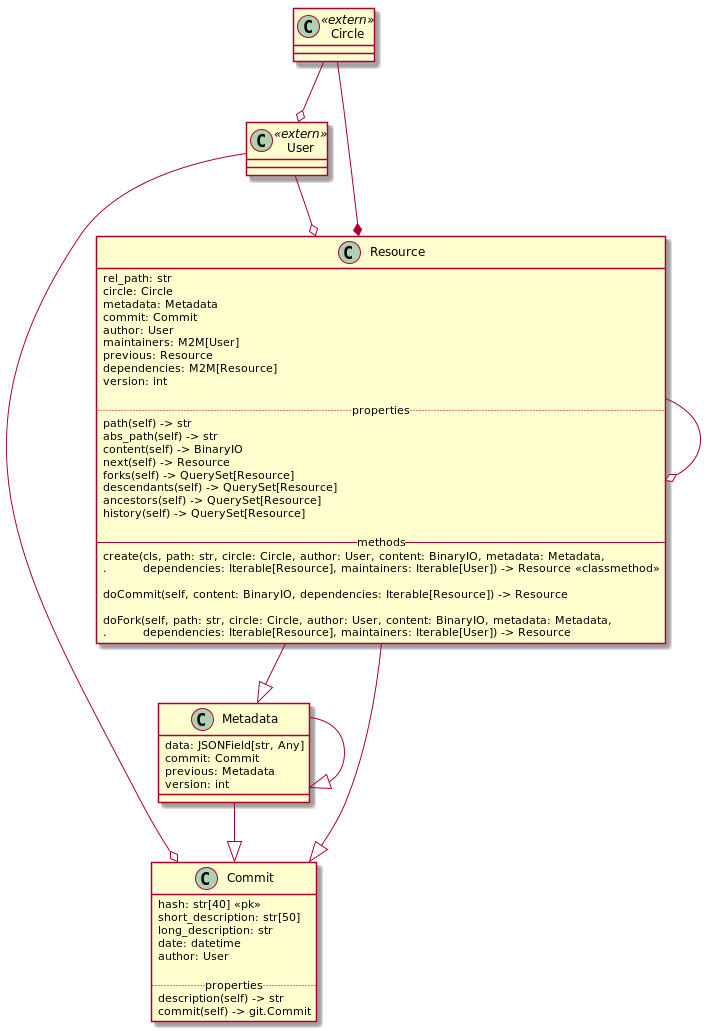 C «extern»
Circle
C «extern»
User
C Resource
rel_path: str
circle: Circle
metadata: Metadata
commit: Commit
author: User
maintainers: M2M[User]
previous: Resource
dependencies: M2M[Resource]
version: int
properties
path(self) -> str
abs_path(self) -> str
content(self) -> BinaryIO
next(self) -> Resource
forks(self) -> QuerySet[Resource]
descendants(self) -> QuerySet[Resource]
ancestors(self) -> QuerySet[Resource]
history(self) -> QuerySet[Resource]
methods
create(cls, path: str, circle: Circle, author: User, content: BinaryIO, metadata: Metadata,
. dependencies: Iterable[Resource], maintainers: Iterable[User]) -> Resource «classmethod»
doCommit(self, content: BinaryIO, dependencies: Iterable[Resource]) -> Resource
doFork(self, path: str, circle: Circle, author: User, content: BinaryIO, metadata: Metadata,
. dependencies: Iterable[Resource], maintainers: Iterable[User]) -> Resource
C Metadata
data: JSONField[str, Any]
commit: Commit
previous: Metadata
version: int
C Commit
hash: str[40] «pk»
short_description: str[50]
long_description: str
date: datetime
author: User
properties
description(self) -> str
commit(self) -> git.Commit